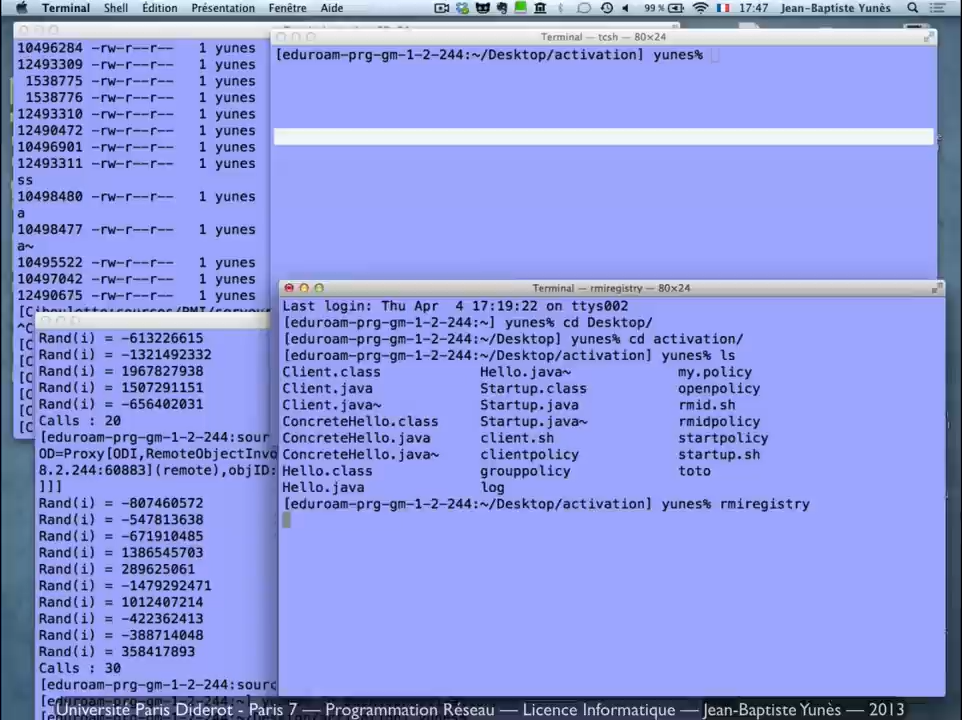 Terminal Shell Édition Présentation Fenêtre Aide 99% 17:47 Jean-Baptiste Yunès
10496284 -rw-r--r-- 1 yunes
12493309 -rw-r--r-- 1 yunes
1538775 -rw-r--r-- 1 yunes
1538776 -rw-r--r-- 1 yunes
12493310 -rw-r--r-- 1 yunes
12490472 -rw-r--r-- 1 yunes
10496901 -rw-r--r-- 1 yunes
12493311 -rw-r--r-- 1 yunes
ss
10498480 -rw-r--r-- 1 yunes
a
10498477 -rw-r--r-- 1 yunes
a~
10495522 -rw-r--r-- 1 yunes
10497042 -rw-r--r-- 1 yunes
12490675 -rw-r--r-- 1 yunes
Terminal — tcsh — 80×24
[eduroam-prg-gm-1-2-244:~/Desktop/activation] yunes%
Rand(i) = -613226615
Rand(i) = -1321492332
Rand(i) = 1967827938
Rand(i) = 1507291151
Rand(i) = -656402031
Calls : 20
[eduroam-prg-gm-1-2-244:sour
OD=Proxy[ODI,RemoteObjectInvo
8.2.244:60883](remote),objID:
]]]
Rand(i) = -807460572
Rand(i) = -547813638
Rand(i) = -671910485
Rand(i) = 1386545703
Rand(i) = 289625061
Rand(i) = -1479292471
Rand(i) = 1012407214
Rand(i) = -422362413
Rand(i) = -388714048
Rand(i) = 358417893
Calls : 30
[eduroam-prg-gm-1-2-244:sour
Terminal — rmiregistry — 80×24
Last login: Thu Apr 4 17:19:22 on ttys002
[eduroam-prg-gm-1-2-244:~] yunes% cd Desktop/
[eduroam-prg-gm-1-2-244:~/Desktop] yunes% cd activation/
[eduroam-prg-gm-1-2-244:~/Desktop/activation] yunes% ls
Client.class Hello.java~ my.policy
Client.java Startup.class openpolicy
Client.java~ Startup.java rmid.sh
ConcreteHello.class Startup.java~ rmidpolicy
ConcreteHello.java client.sh startpolicy
ConcreteHello.java~ clientpolicy startup.sh
Hello.class grouppolicy toto
Hello.java log
[eduroam-prg-gm-1-2-244:~/Desktop/activation] yunes% rmiregistry
Université Paris Diderot - Paris 7 — Programmation Réseau — Licence Informatique — Jean-Baptiste Yunès — 2013